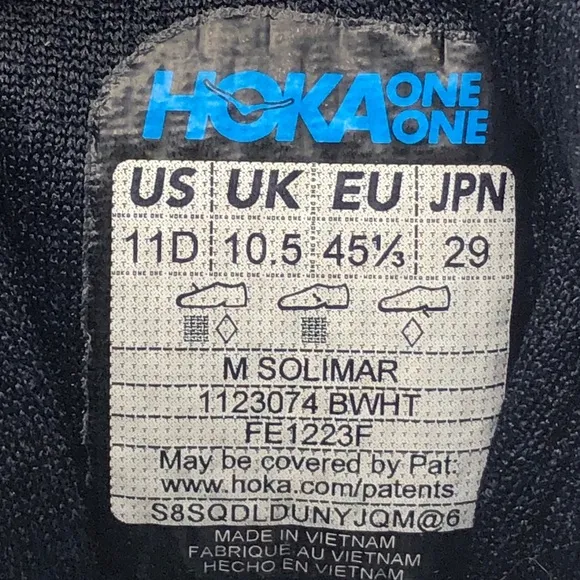 HOKA ONE ONE
US UK EU JPN
11D 10.5 45⅓ 29
M SOLIMAR
1123074 BWHT
FE1223F
May be covered by Pat:
www.hoka.com/patents
S8SQDLDUNYJQM@6
MADE IN VIETNAM
FABRIQUE AU VIETNAM
HECHO EN VIETNAM